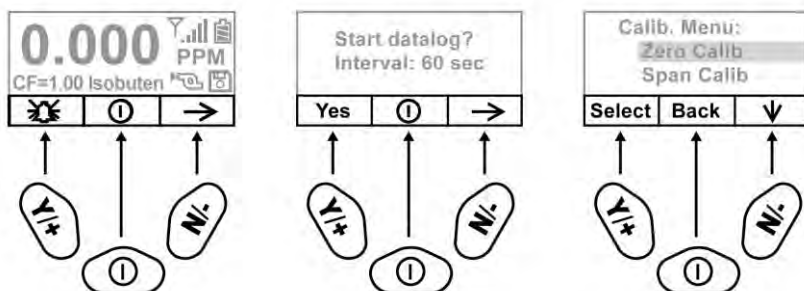 0.000
PPM
CF=1.00 Isobuten
Y/+
N/-
Start datalog?
Interval: 60 sec
Yes
Y/+
N/-
Calib. Menu:
Zero Calib
Span Calib
Select Back
Y/+
N/-